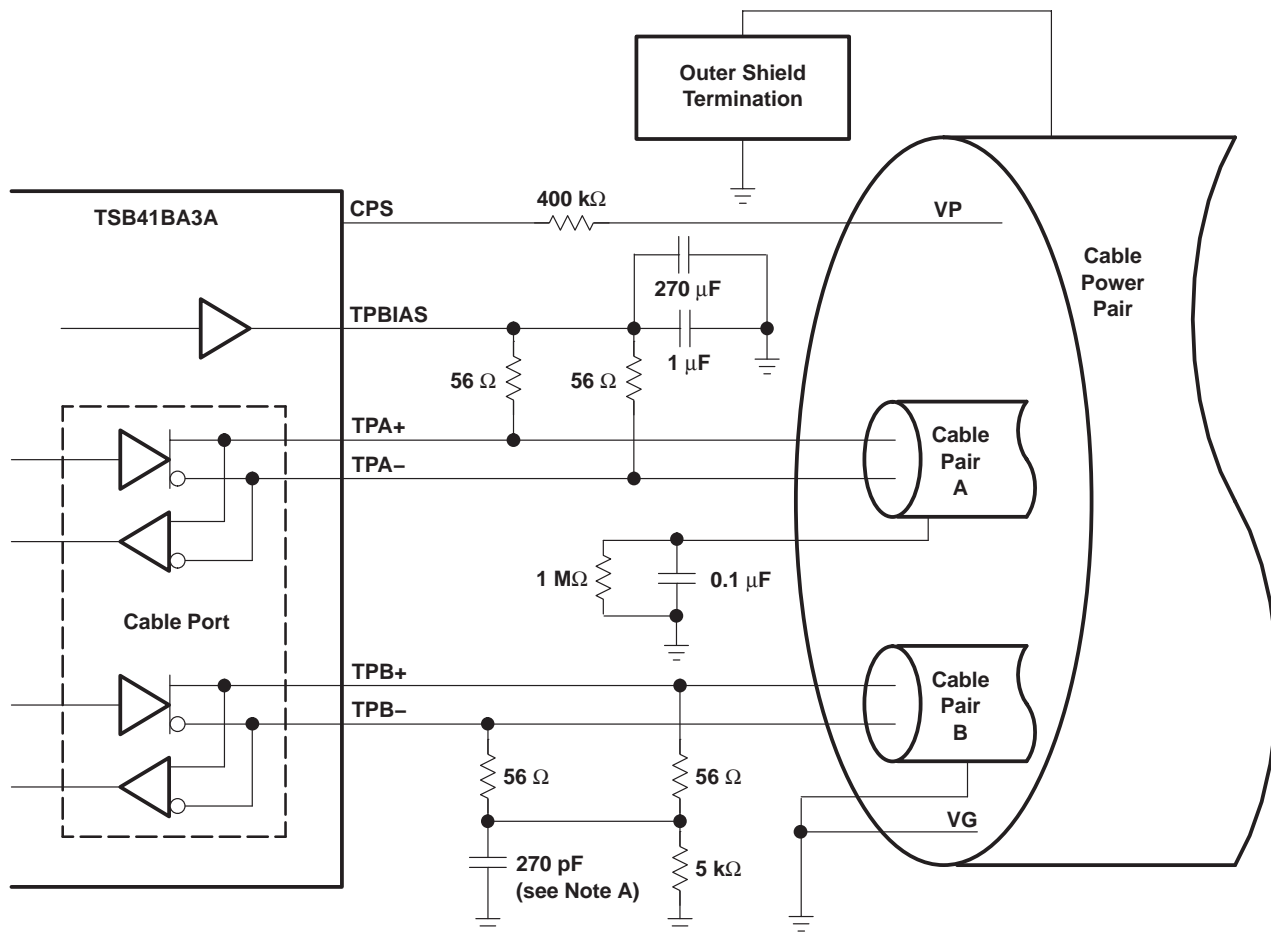 Outer Shield
Termination
TSB41BA3A
CPS
400 kΩ
VP
Cable
Power
Pair
270 μF
TPBIAS
1 μF
56 Ω
56 Ω
TPA+
TPA−
Cable
Pair
A
1 MΩ
0.1 μF
Cable Port
TPB+
TPB−
Cable
Pair
B
56 Ω
56 Ω
VG
270 pF
(see Note A)
5 kΩ